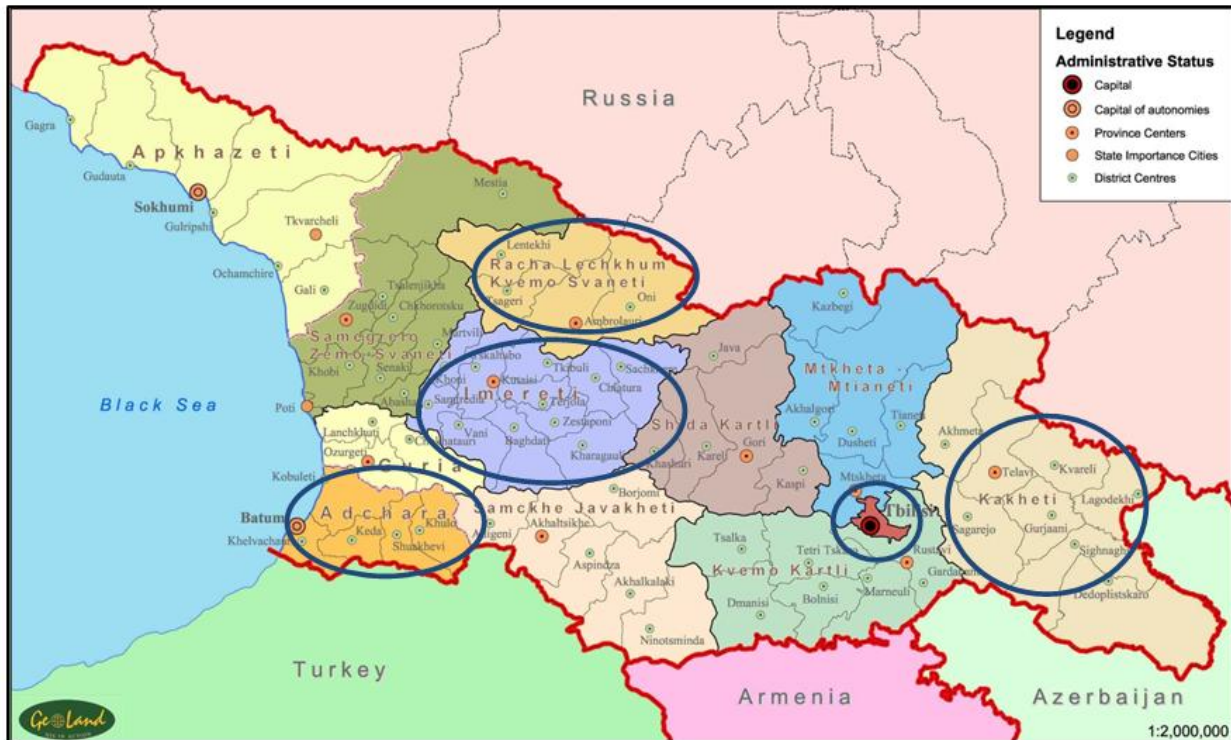 Legend
Administrative Status
Capital
Capital of autonomies
Province Centers
State Importance Cities
District Centres
Russia
Gagra
Apkhazeti
Gudauta
Sokhumi
Gulripshi
Tkvarcheli
Ochamchire
Gali
Mestia
Lentekhi
Racha Lechkhum
Kvemo Svaneti
Tsageri
Oni
Ambrolauri
Tsalenjikha
Zugdidi
Chkhorotsku
Samegrelo
Zemo Svaneti
Martvili
Khobi
Senaki
Abasha
Poti
Black Sea
Tskaltubo
Khoni
Kutaisi
Tkibuli
Sachkhere
Chiatura
Imereti
Samtredia
Terjola
Vani
Baghdati
Zestaponi
Kharagauli
Java
Shida Kartli
Khashuri
Kareli
Gori
Kaspi
Kazbegi
Mtkheta -
Mtianeti
Akhalgori
Tianeti
Dusheti
Mtskheta
Tbilisi
Akhmeta
Telavi
Kvareli
Kakheti
Lagodekhi
Sagarejo
Gurjaani
Sighnaghi
Dedoplistskaro
Lanchkhuti
Ozurgeti
Chokhatauri
Guria
Kobuleti
Batumi
Adchara
Khelvachauri
Keda
Khulo
Shuakhevi
Borjomi
Samckhe Javakheti
Adigeni
Akhaltsikhe
Aspindza
Akhalkalaki
Ninotsminda
Tsalka
Tetri Tskaro
Rustavi
Kvemo Kartli
Gardabani
Marneuli
Bolnisi
Dmanisi
Turkey
Armenia
Azerbaijan
GeoLand
1:2,000,000